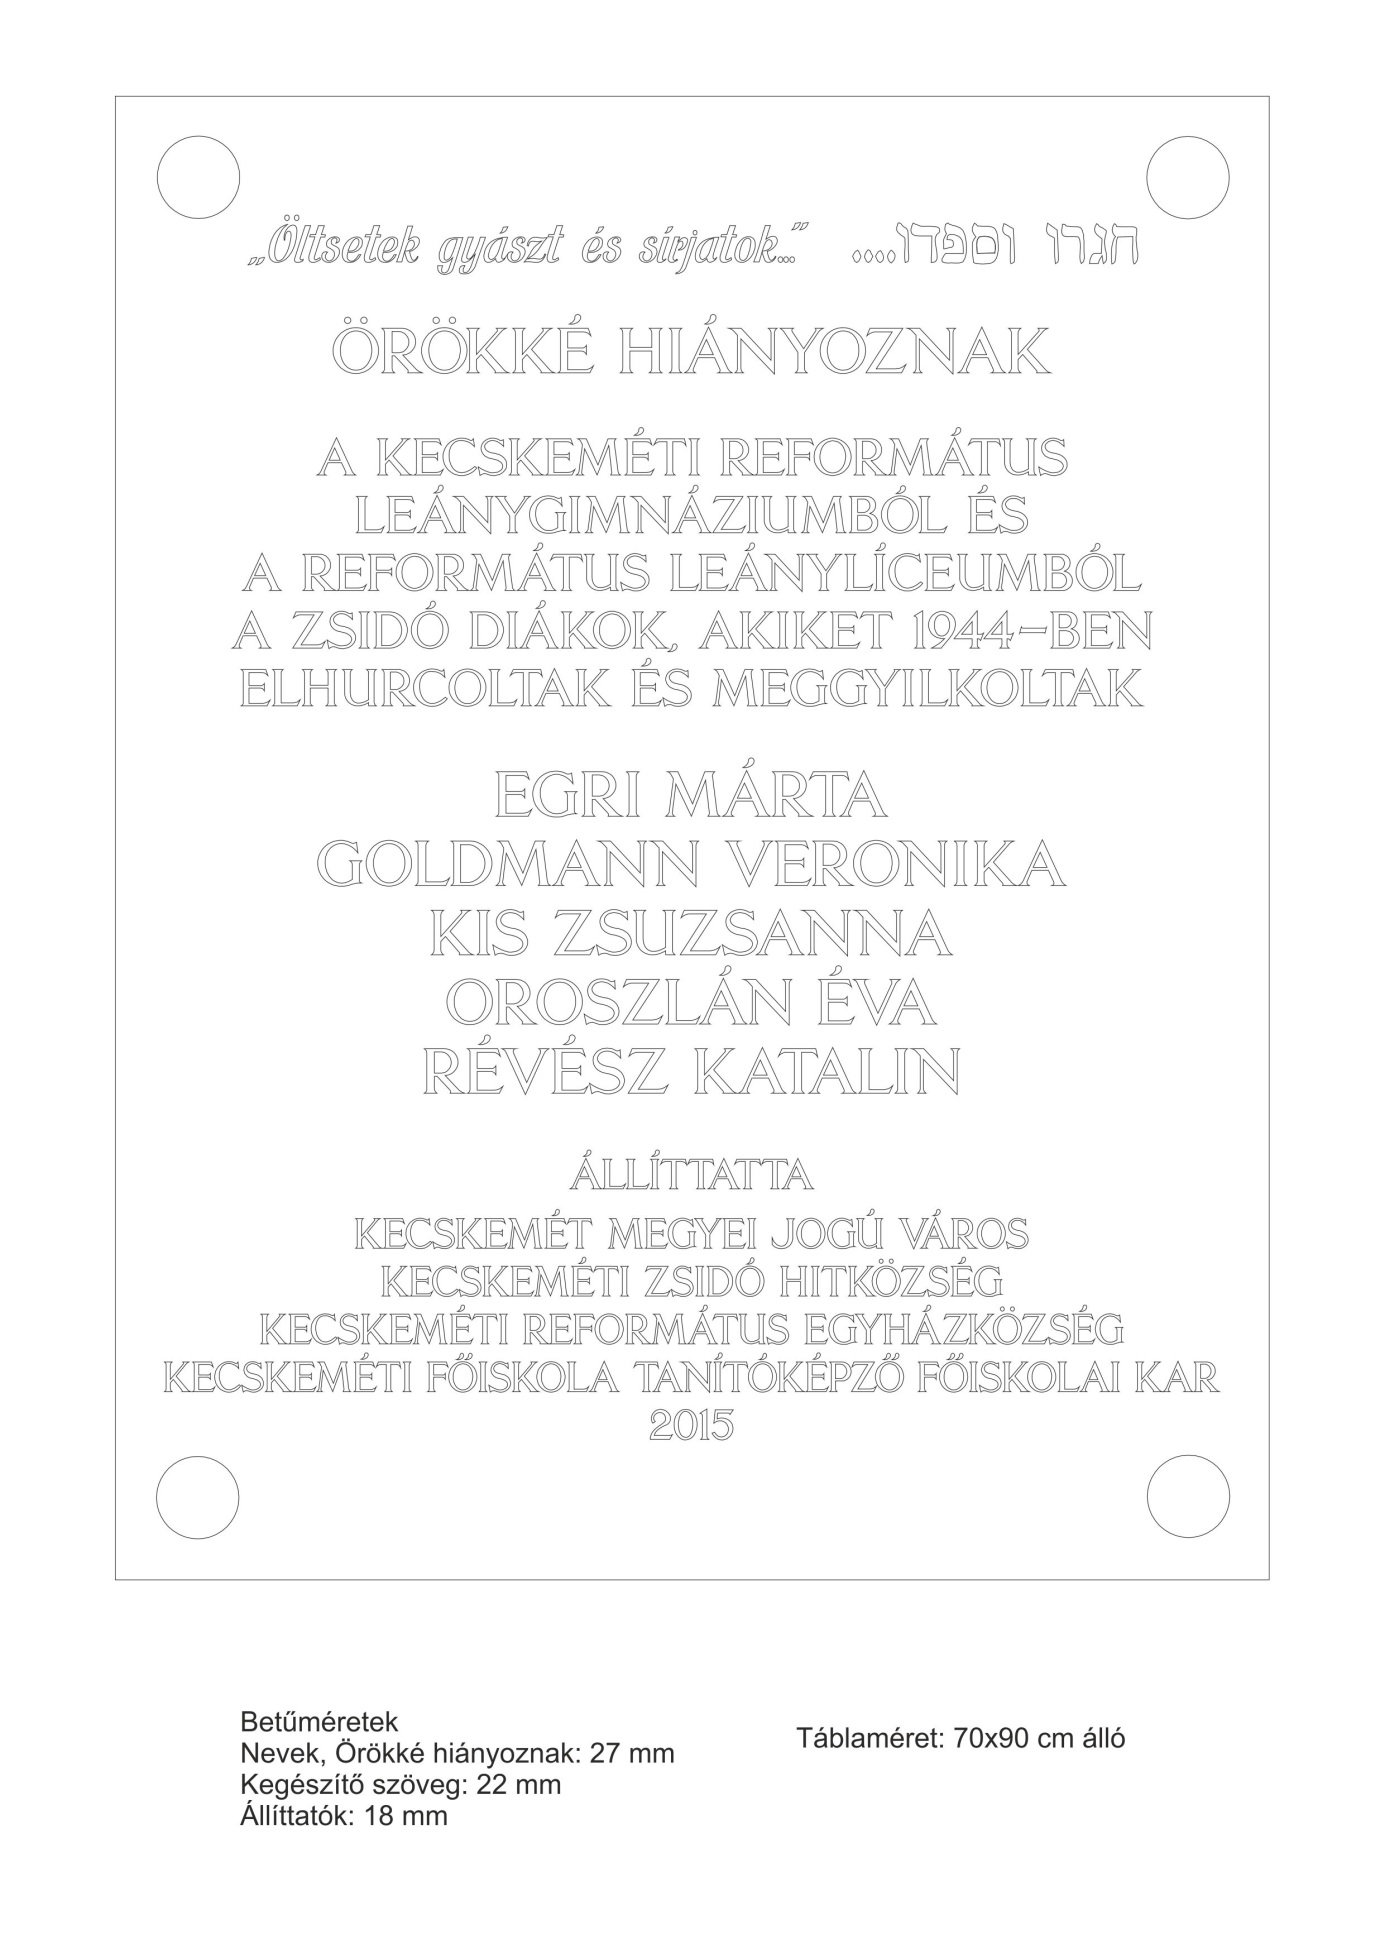 „Öltsetek gyászt és sírjatok...” חגרו וספדו....
ÖRÖKKÉ HIÁNYOZNAK
A KECSKEMÉTI REFORMÁTUS
LEÁNYGIMNÁZIUMBÓL ÉS
A REFORMÁTUS LEÁNYLÍCEUMBÓL
A ZSIDÓ DIÁKOK, AKIKET 1944-BEN
ELHURCOLTAK ÉS MEGGYILKOLTAK
EGRI MÁRTA
GOLDMANN VERONIKA
KIS ZSUZSANNA
OROSZLÁN ÉVA
RÉVÉSZ KATALIN
ÁLLÍTTATTA
KECSKEMÉT MEGYEI JOGÚ VÁROS
KECSKEMÉTI ZSIDÓ HITKÖZSÉG
KECSKEMÉTI REFORMÁTUS EGYHÁZKÖZSÉG
KECSKEMÉTI FŐISKOLA TANÍTÓKÉPZŐ FŐISKOLAI KAR
2015
Betűméretek
Nevek, Örökké hiányoznak: 27 mm
Kegészítő szöveg: 22 mm
Állíttatók: 18 mm
Táblaméret: 70x90 cm álló